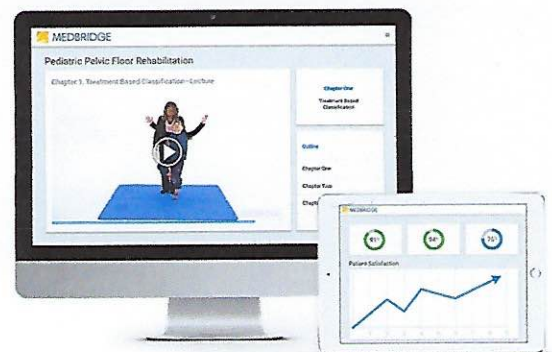 MEDBRIDGE
Pediatric Pelvic Floor Rehabilitation
Chapter 1. Treatment Based Classification–Lecture
Chapter One
Treatment Based
Classification
Outline
Chapter One
Chapter Two
MEDBRIDGE
Patient Satisfaction